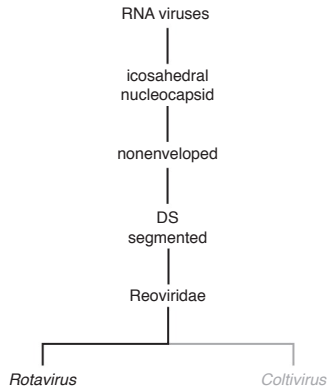 RNA viruses
icosahedral
nucleocapsid
nonenveloped
DS
segmented
Reoviridae
Rotavirus
Coltivirus